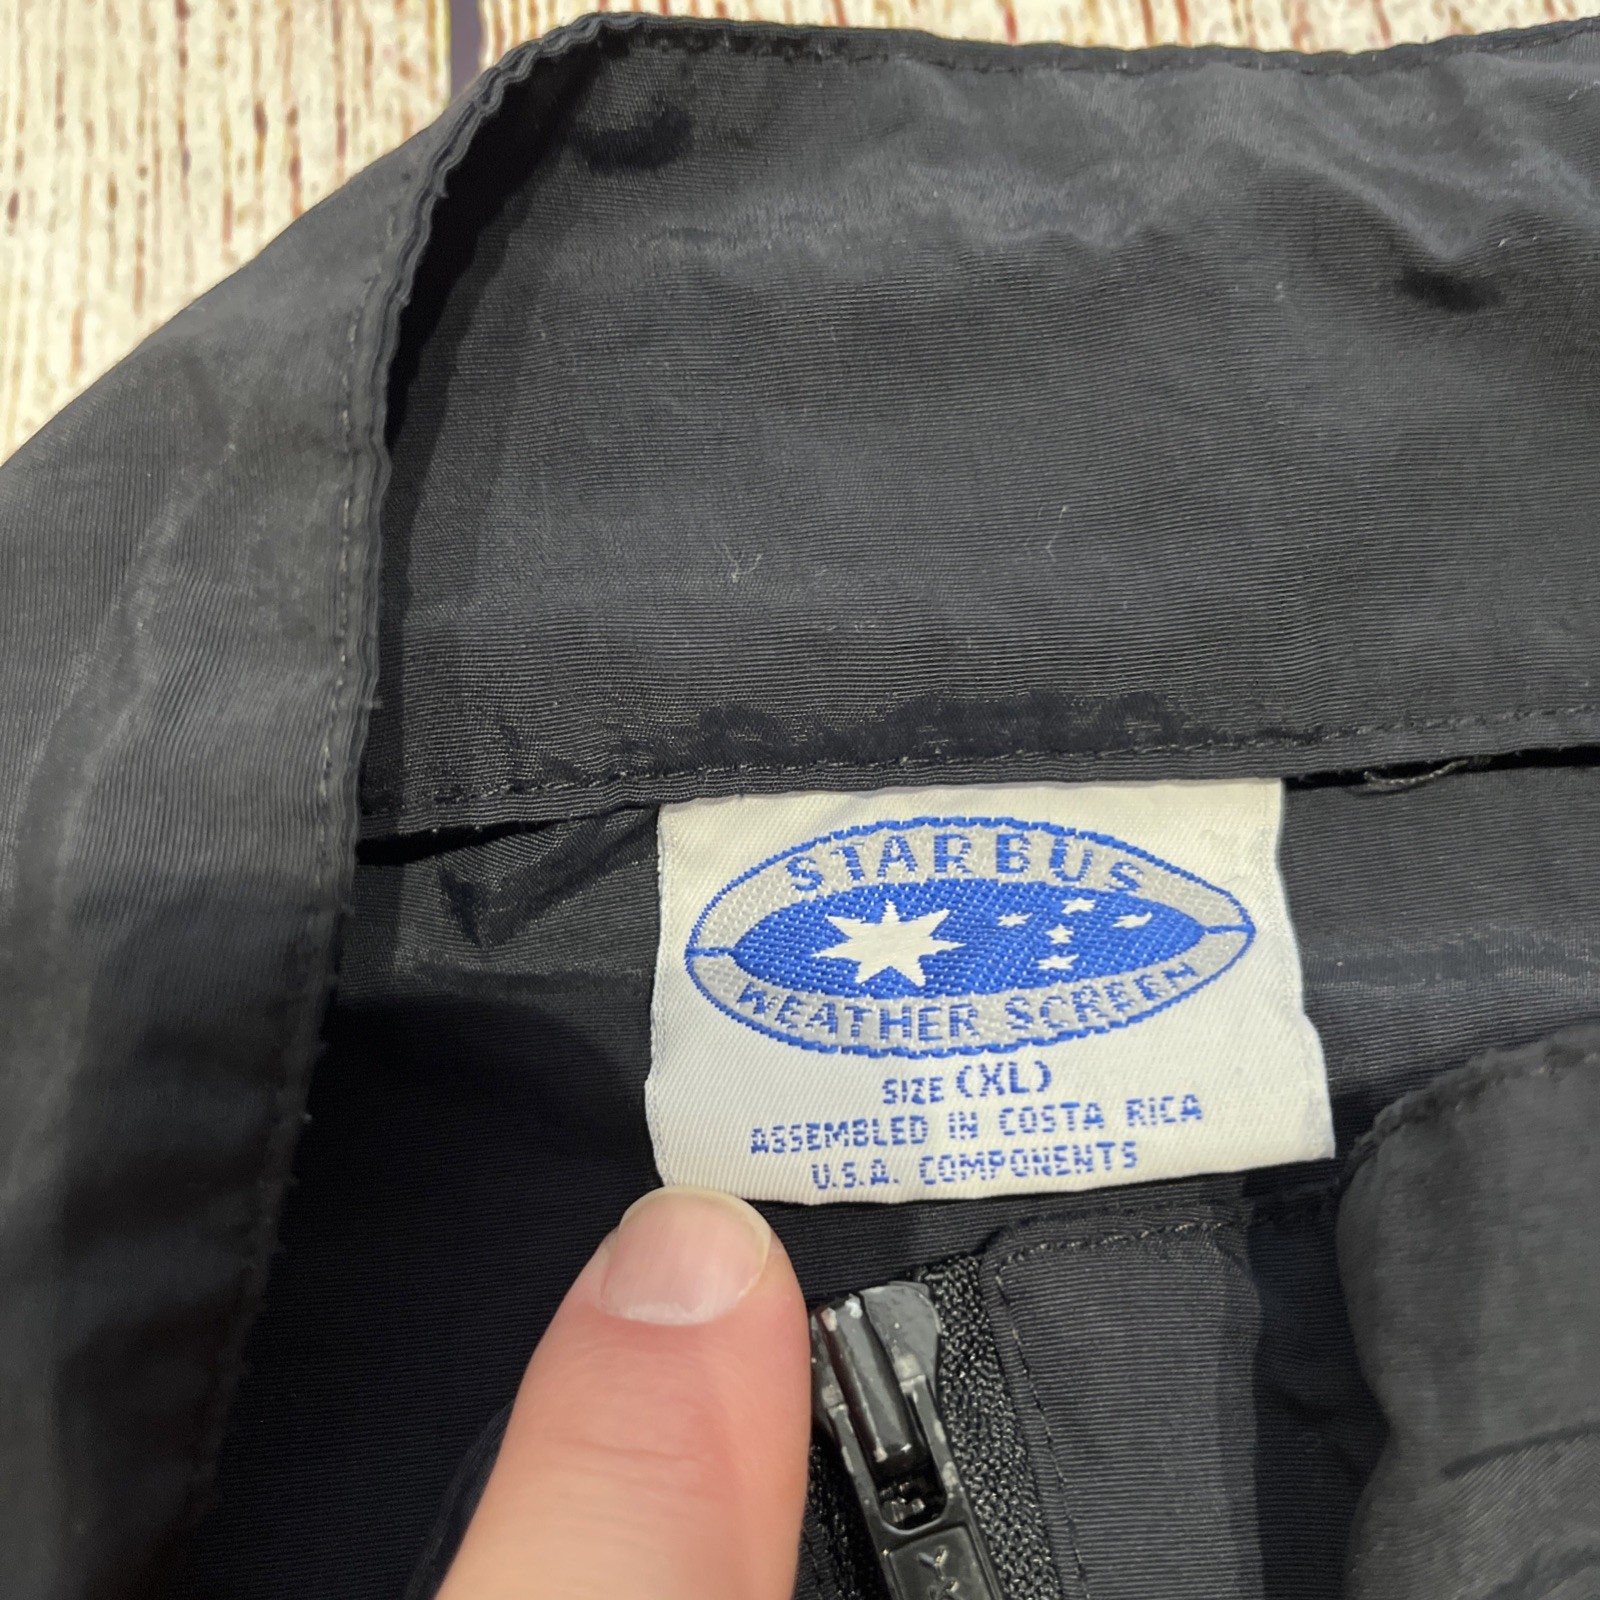 STARBUS
WEATHER SCREEN
SIZE (XL)
ASSEMBLED IN COSTA RICA
U.S.A. COMPONENTS